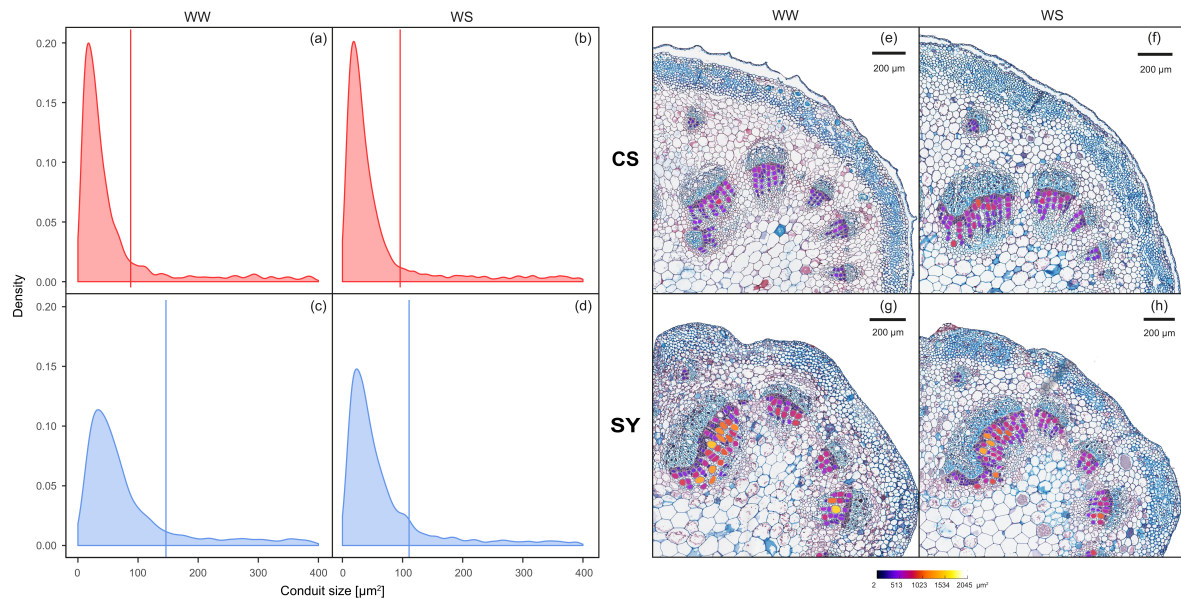 WW WS
(a) (b)
0.20
0.15
0.10
0.05
0.00
(c) (d)
0.20
0.15
0.10
0.05
0.00
Density
0 100 200 300 400 0 100 200 300 400
Conduit size [µm²]
WW WS
(e) (f)
200 µm 200 µm
CS
(g) (h)
200 µm 200 µm
SY
2 513 1023 1534 2045 µm²